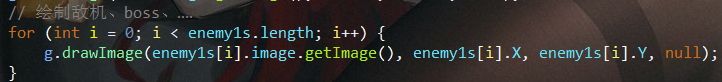 // 绘制敌机、boss、....
for (int i = 0; i < enemy1s.length; i++) {
    g.drawImage(enemy1s[i].image.getImage(), enemy1s[i].X, enemy1s[i].Y, null);
}